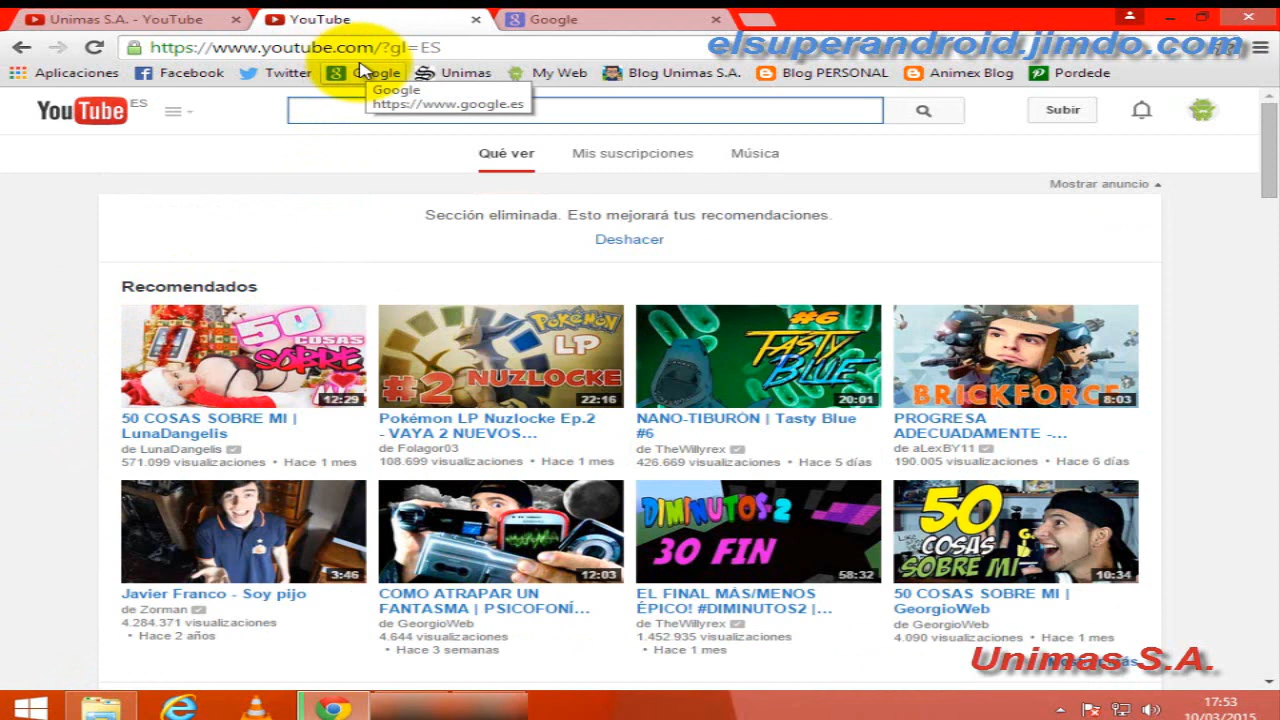 Unimas S.A. - YouTube
YouTube
Google
https://www.youtube.com/?gl=ES
elsuperandroid.jimdo.com
Aplicaciones Facebook Twitter Google Unimas My Web Blog Unimas S.A. Blog PERSONAL Animex Blog Pordede
Google
https://www.google.es
YouTube ES
Subir
Qué ver Mis suscripciones Música
Mostrar anuncio
Sección eliminada. Esto mejorará tus recomendaciones.
Deshacer
Recomendados
50 COSAS SOBRE
12:29
50 COSAS SOBRE MI |
LunaDangelis
de LunaDangelis
571.099 visualizaciones • Hace 1 mes
Pokémon LP
#2 NUZLOCKE
22:16
Pokémon LP Nuzlocke Ep.2
- VAYA 2 NUEVOS...
de Folagor03
108.699 visualizaciones • Hace 1 mes
#6
TASTY
BLUE
20:01
NANO-TIBURÓN | Tasty Blue
#6
de TheWillyrex
426.669 visualizaciones • Hace 5 días
BRICKFORCE
8:03
PROGRESA
ADECUADAMENTE -...
de aLexBY11
190.005 visualizaciones • Hace 6 días
3:46
Javier Franco - Soy pijo
de Zorman
4.284.371 visualizaciones
• Hace 2 años
12:03
COMO ATRAPAR UN
FANTASMA | PSICOFONÍ...
de GeorgioWeb
4.644 visualizaciones
• Hace 3 semanas
DIMINUTOS 2
30 FIN
58:32
EL FINAL MÁS/MENOS
ÉPICO! #DIMINUTOS2 |...
de TheWillyrex
1.452.935 visualizaciones
• Hace 1 mes
50
COSAS
SOBRE MI
10:34
50 COSAS SOBRE MI |
GeorgioWeb
de GeorgioWeb
4.090 visualizaciones • Hace 1 mes
Unimas S.A.
17:53
10/03/2015